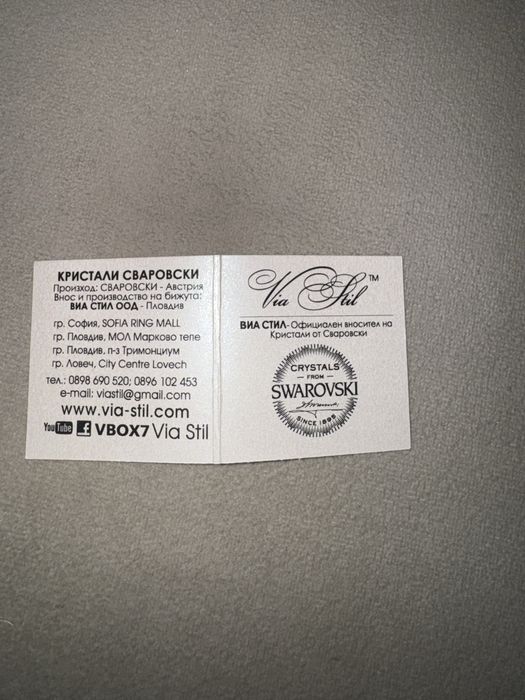 КРИСТАЛИ СВАРОВСКИ
Произход: СВАРОВСКИ - Австрия
Внос и производство на бижута:
ВИА СТИЛ ООД - Пловдив
гр. София, SOFIA RING MALL
гр. Пловдив, МОЛ Марково тепе
гр. Пловдив, п-з Тримонциум
гр. Ловеч, City Centre Lovech
тел.: 0898 690 520; 0896 102 453
e-mail: viastil@gmail.com
www.via-stil.com
YouTube f VBOX7 Via Stil
Via Stil™
ВИА СТИЛ- Официален вносител на
Кристали от Сваровски
CRYSTALS
FROM
SWAROVSKI
SINCE 1895